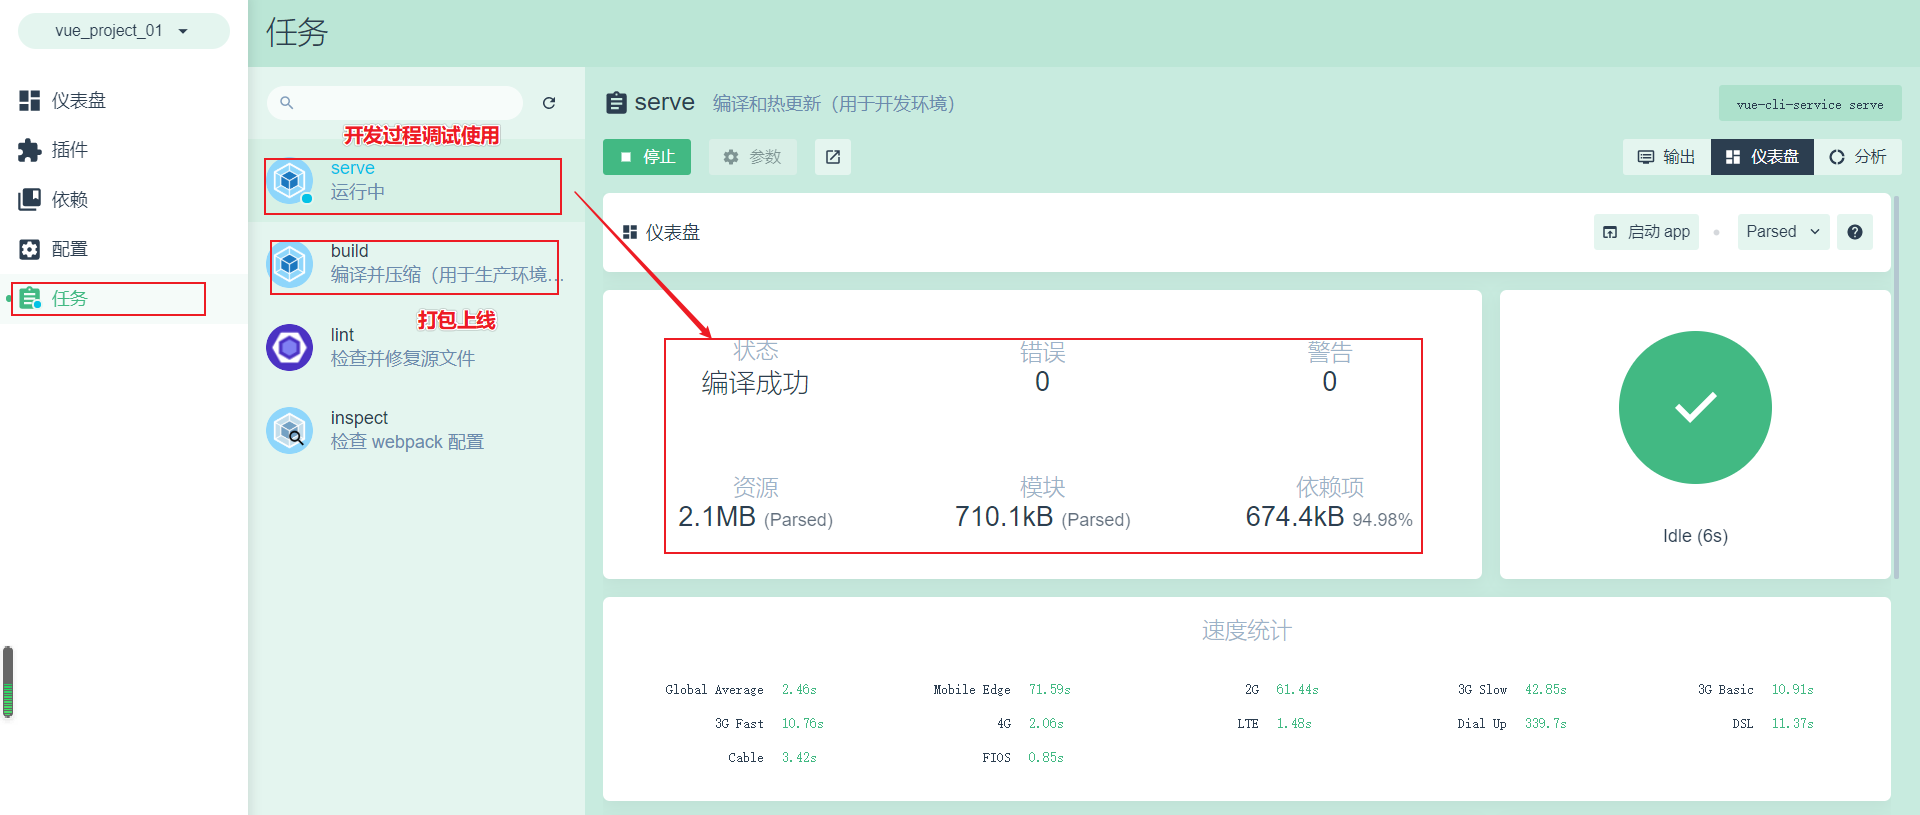 vue_project_01
仪表盘
插件
依赖
配置
任务
任务
开发过程调试使用
serve
运行中
build
编译并压缩（用于生产环境...
打包上线
lint
检查并修复源文件
inspect
检查 webpack 配置
serve 编译和热更新（用于开发环境） vue-cli-service serve
停止 参数 输出 仪表盘 分析
仪表盘 启动 app Parsed
状态 错误 警告
编译成功 0 0
资源 模块 依赖项
2.1MB (Parsed) 710.1kB (Parsed) 674.4kB 94.98%
Idle (6s)
速度统计
Global Average 2.46s Mobile Edge 71.59s 2G 61.44s 3G Slow 42.85s 3G Basic 10.91s
3G Fast 10.76s 4G 2.06s LTE 1.48s Dial Up 339.7s DSL 11.37s
Cable 3.42s FIOS 0.85s